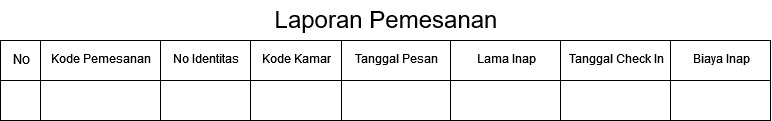 Laporan Pemesanan
No Kode Pemesanan No Identitas Kode Kamar Tanggal Pesan Lama Inap Tanggal Check In Biaya Inap